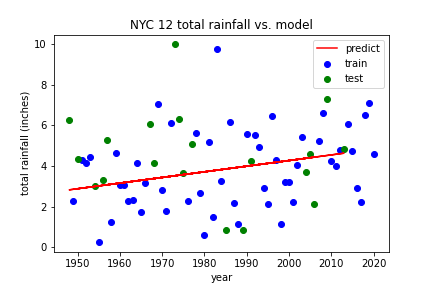 NYC 12 total rainfall vs. model
predict
train
test
total rainfall (inches)
10
8
6
4
2
0
1950 1960 1970 1980 1990 2000 2010 2020
year